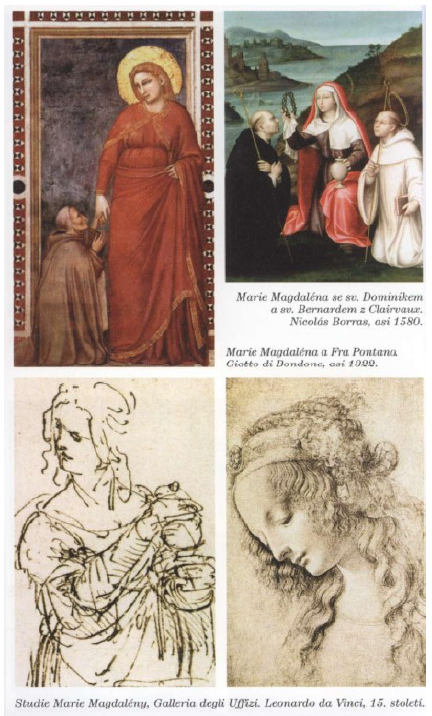 Marie Magdaléna se sv. Dominikem
a sv. Bernardem z Clairvaux.
Nicolás Borras, asi 1580.
Marie Magdaléna a Fra Pontano.
Giotto di Bondone, asi 1922.
Studie Marie Magdalény, Galleria degli Uffizi. Leonardo da Vinci, 15. století.